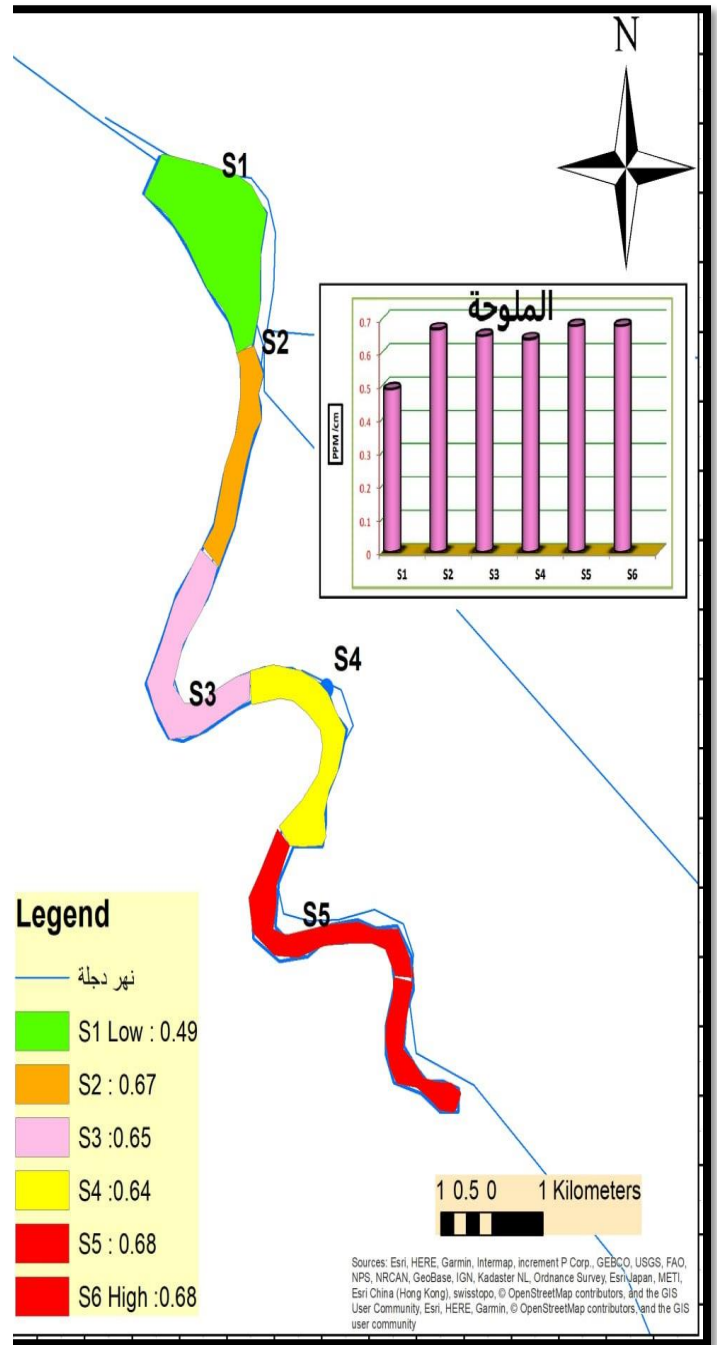 N
S1
S2
الملوحة
0.7
0.6
0.5
0.4
0.3
0.2
0.1
0
PPM /cm
S1 S2 S3 S4 S5 S6
S4
S3
S5
Legend
نهر دجلة
S1 Low : 0.49
S2 : 0.67
S3 :0.65
S4 : 0.64
S5 : 0.68
S6 High :0.68
1 0.5 0 1 Kilometers
Sources: Esri, HERE, Garmin, Intermap, increment P Corp., GEBCO, USGS, FAO,
NPS, NRCAN, GeoBase, IGN, Kadaster NL, Ordnance Survey, Esri Japan, METI,
Esri China (Hong Kong), swisstopo, © OpenStreetMap contributors, and the GIS
User Community, Esri, HERE, Garmin, © OpenStreetMap contributors, and the GIS
user community